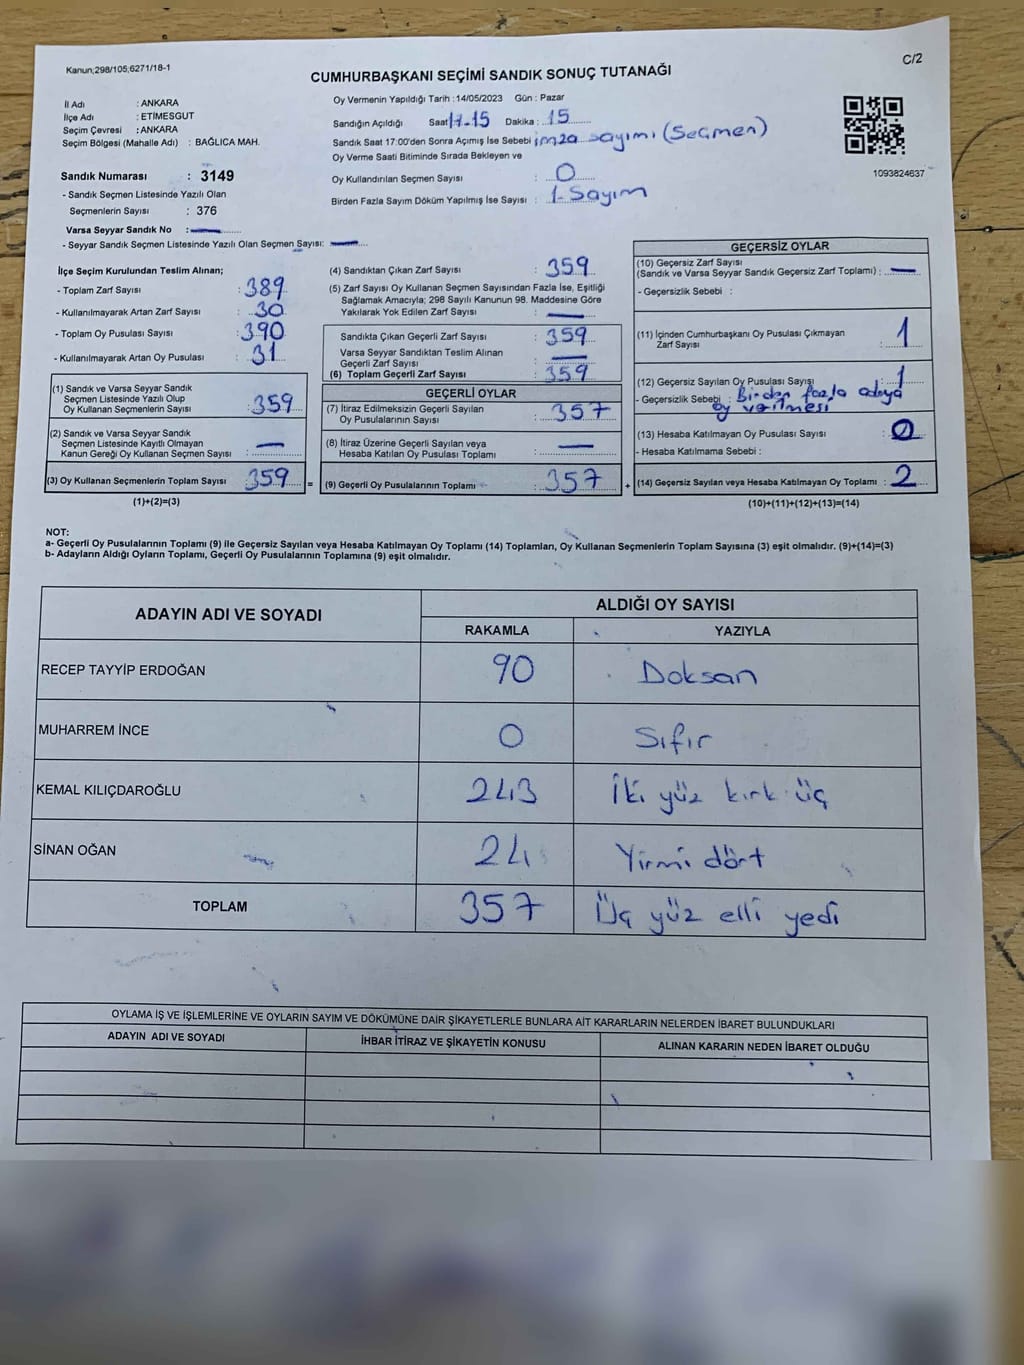 Kanun;298/105;6271/18-1
C/2
CUMHURBAŞKANI SEÇİMİ SANDIK SONUÇ TUTANAĞI
İl Adı : ANKARA
İlçe Adı : ETİMESGUT
Seçim Çevresi : ANKARA
Seçim Bölgesi (Mahalle Adı) : BAĞLICA MAH.
Sandık Numarası : 3149
- Sandık Seçmen Listesinde Yazılı Olan
Seçmenlerin Sayısı : 376
Varsa Seyyar Sandık No :
- Seyyar Sandık Seçmen Listesinde Yazılı Olan Seçmen Sayısı:
Oy Vermenin Yapıldığı Tarih :14/05/2023 Gün : Pazar
Sandığın Açıldığı Saat 17.15 Dakika : 15
Sandık Saat 17:00'den Sonra Açımış İse Sebebi imza sayımı (Seçmen)
Oy Verme Saati Bitiminde Sırada Bekleyen ve
Oy Kullandırılan Seçmen Sayısı : 0
Birden Fazla Sayım Döküm Yapılmış İse Sayısı : 1. Sayım
1093824637
İlçe Seçim Kurulundan Teslim Alınan;
- Toplam Zarf Sayısı : 389
- Kullanılmayarak Artan Zarf Sayısı : 30
- Toplam Oy Pusulası Sayısı : 390
- Kullanılmayarak Artan Oy Pusulası : 31
(1) Sandık ve Varsa Seyyar Sandık
Seçmen Listesinde Yazılı Olup
Oy Kullanan Seçmenlerin Sayısı : 359
(2) Sandık ve Varsa Seyyar Sandık
Seçmen Listesinde Kayıtlı Olmayan
Kanun Gereği Oy Kullanan Seçmen Sayısı : —
(3) Oy Kullanan Seçmenlerin Toplam Sayısı : 359 =
(1)+(2)=(3)
(4) Sandıktan Çıkan Zarf Sayısı : 359
(5) Zarf Sayısı Oy Kullanan Seçmen Sayısından Fazla İse, Eşitliği
Sağlamak Amacıyla; 298 Sayılı Kanunun 98. Maddesine Göre
Yakılarak Yok Edilen Zarf Sayısı : —
Sandıkta Çıkan Geçerli Zarf Sayısı : 359
Varsa Seyyar Sandıktan Teslim Alınan
Geçerli Zarf Sayısı : —
(6) Toplam Geçerli Zarf Sayısı : 359
GEÇERLİ OYLAR
(7) İtiraz Edilmeksizin Geçerli Sayılan
Oy Pusulalarının Sayısı : 357
(8) İtiraz Üzerine Geçerli Sayılan veya
Hesaba Katılan Oy Pusulası Toplamı : —
(9) Geçerli Oy Pusulalarının Toplamı : 357 +
GEÇERSİZ OYLAR
(10) Geçersiz Zarf Sayısı
(Sandık ve Varsa Seyyar Sandık Geçersiz Zarf Toplamı) : —
- Geçersizlik Sebebi :
(11) İçinden Cumhurbaşkanı Oy Pusulası Çıkmayan
Zarf Sayısı : 1
(12) Geçersiz Sayılan Oy Pusulası Sayısı : 1
- Geçersizlik Sebebi : Birden fazla adaya
oy verilmesi
(13) Hesaba Katılmayan Oy Pusulası Sayısı : 0
- Hesaba Katılmama Sebebi :
(14) Geçersiz Sayılan veya Hesaba Katılmayan Oy Toplamı : 2
(10)+(11)+(12)+(13)=(14)
NOT:
a- Geçerli Oy Pusulalarının Toplamı (9) ile Geçersiz Sayılan veya Hesaba Katılmayan Oy Toplamı (14) Toplamları, Oy Kullanan Seçmenlerin Toplam Sayısına (3) eşit olmalıdır. (9)+(14)=(3)
b- Adayların Aldığı Oyların Toplamı, Geçerli Oy Pusulalarının Toplamına (9) eşit olmalıdır.
ADAYIN ADI VE SOYADI
ALDIĞI OY SAYISI
RAKAMLA YAZIYLA
RECEP TAYYİP ERDOĞAN 90 Doksan
MUHARREM İNCE 0 Sıfır
KEMAL KILIÇDAROĞLU 243 İki yüz kırk üç
SİNAN OĞAN 24 Yirmi dört
TOPLAM 357 Üç yüz elli yedi
OYLAMA İŞ VE İŞLEMLERİNE VE OYLARIN SAYIM VE DÖKÜMÜNE DAİR ŞİKAYETLERLE BUNLARA AİT KARARLARIN NELERDEN İBARET BULUNDUKLARI
ADAYIN ADI VE SOYADI İHBAR İTİRAZ VE ŞİKAYETİN KONUSU ALINAN KARARIN NEDEN İBARET OLDUĞU